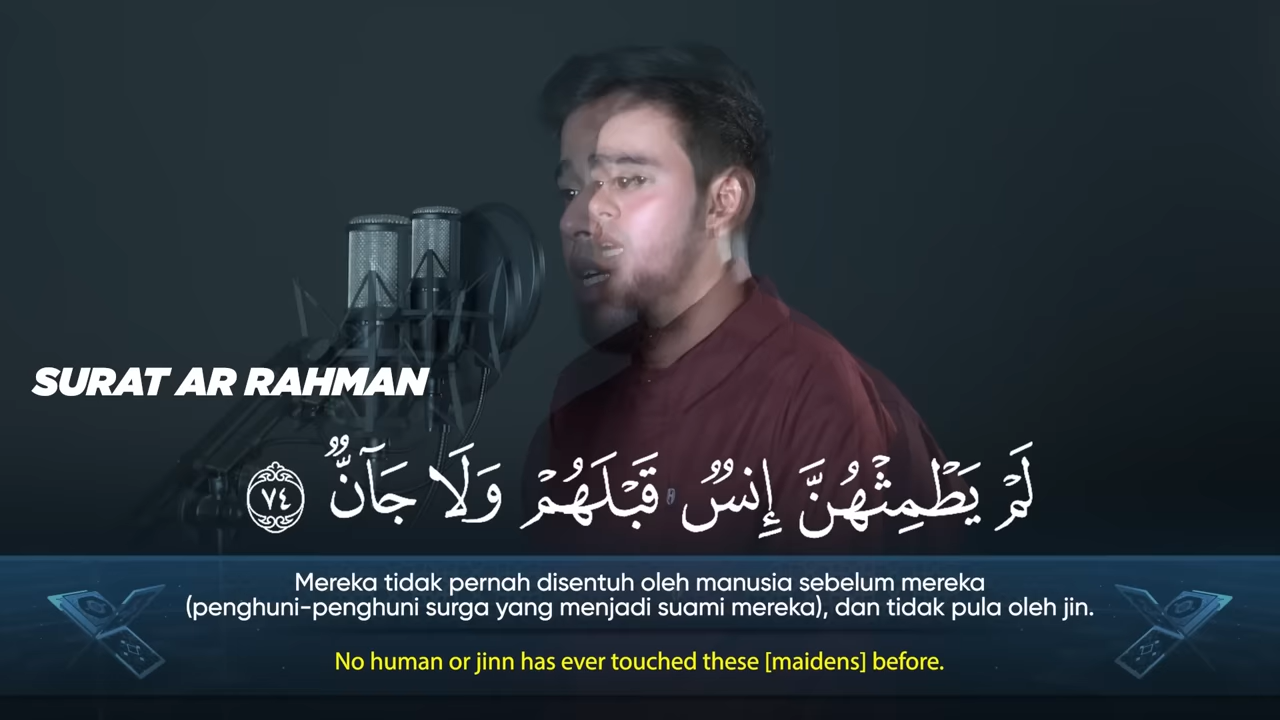 SURAT AR RAHMAN
لَمْ يَطْمِثْهُنَّ إِنسٌ قَبْلَهُمْ وَلَا جَآنٌّ ٧٤
Mereka tidak pernah disentuh oleh manusia sebelum mereka
(penghuni-penghuni surga yang menjadi suami mereka), dan tidak pula oleh jin.
No human or jinn has ever touched these [maidens] before.